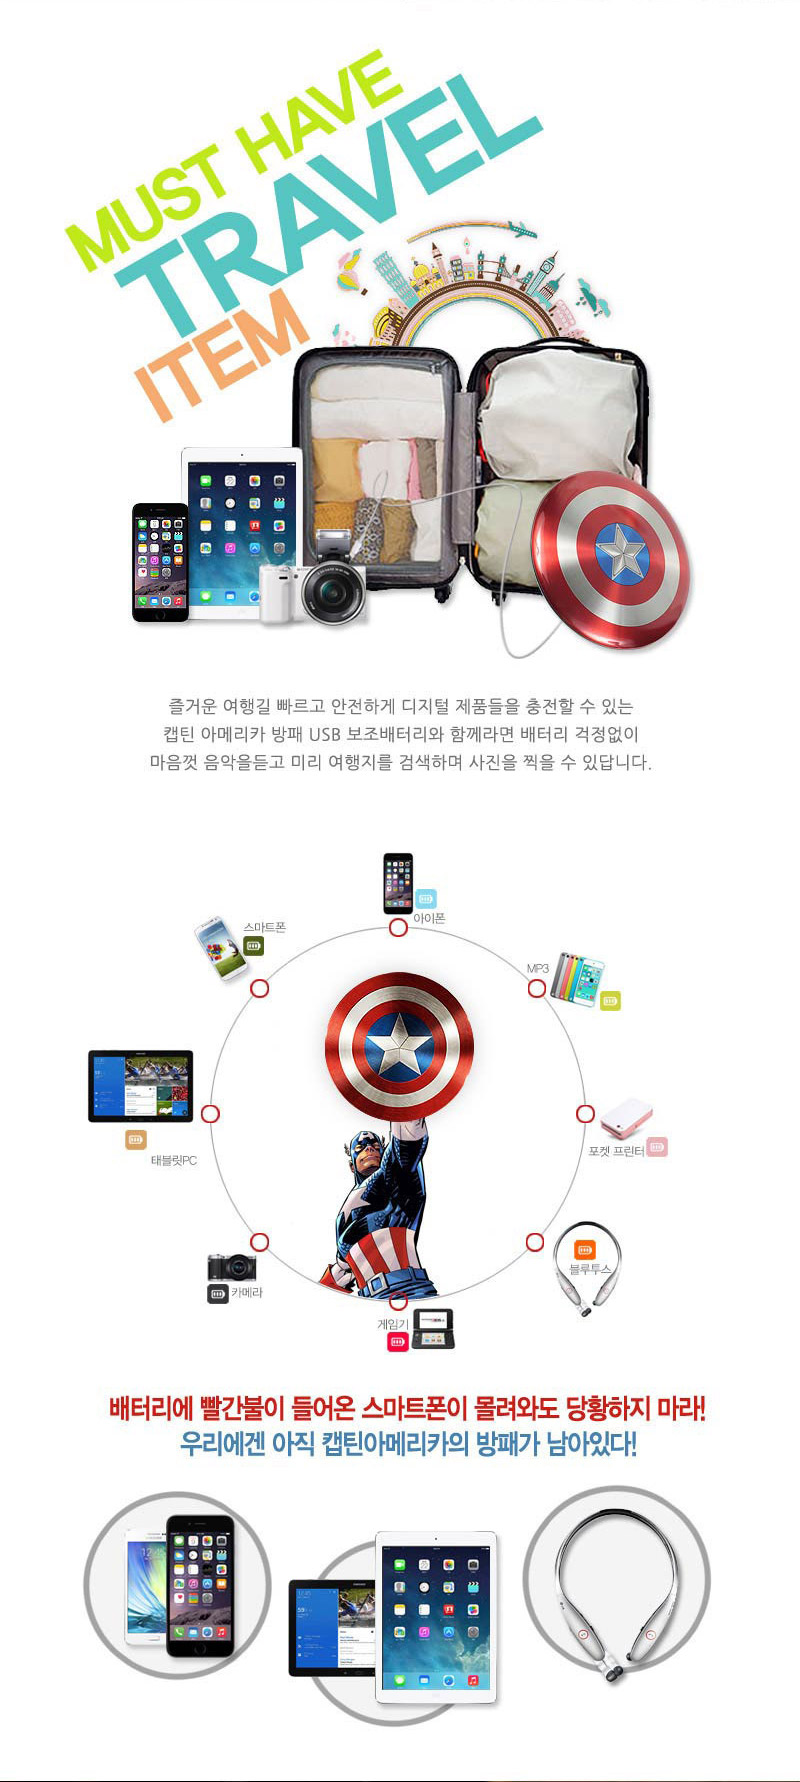 MUST HAVE
TRAVEL
ITEM
즐거운 여행길 빠르고 안전하게 디지털 제품들을 충전할 수 있는
캡틴 아메리카 방패 USB 보조배터리와 함께라면 배터리 걱정없이
마음껏 음악을듣고 미리 여행지를 검색하며 사진을 찍을 수 있답니다.
아이폰
스마트폰
MP3
태블릿PC
포켓 프린터
블루투스
카메라
게임기
배터리에 빨간불이 들어온 스마트폰이 몰려와도 당황하지 마라!
우리에겐 아직 캡틴아메리카의 방패가 남아있다!